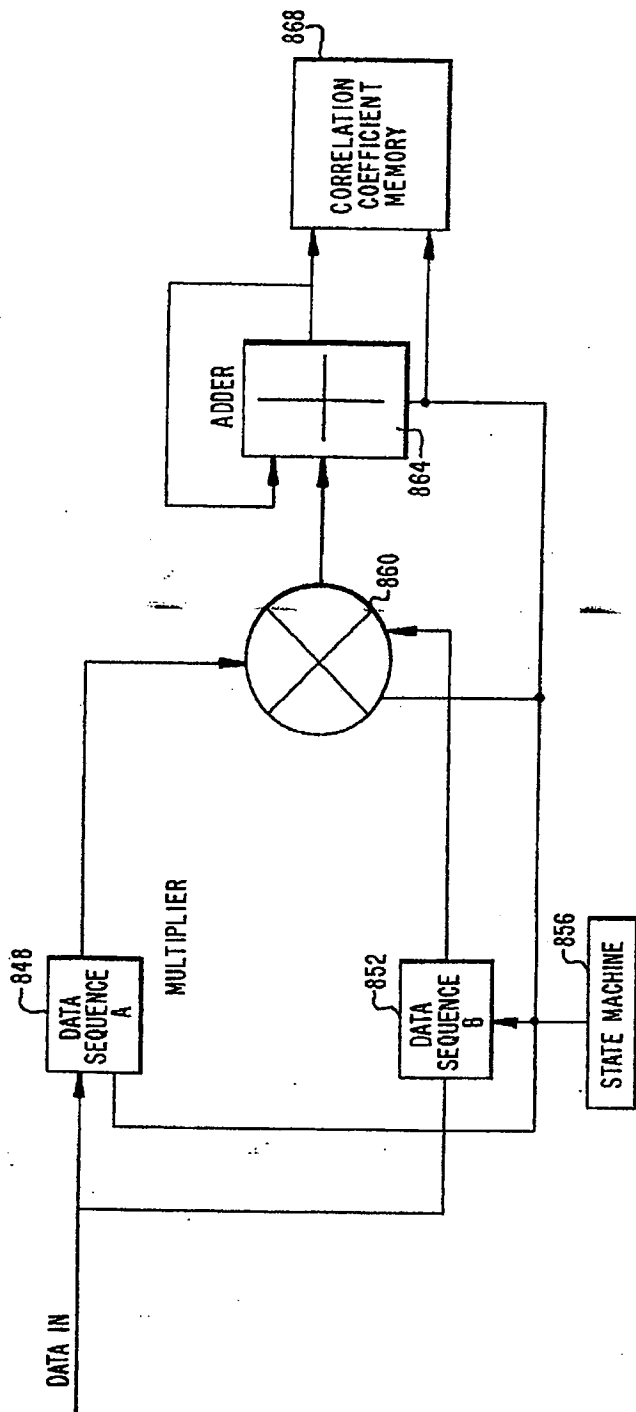 DATA IN
848
DATA
SEQUENCE
A
MULTIPLIER
852
DATA
SEQUENCE
B
856
STATE MACHINE
860
ADDER
864
868
CORRELATION
COEFFICIENT
MEMORY